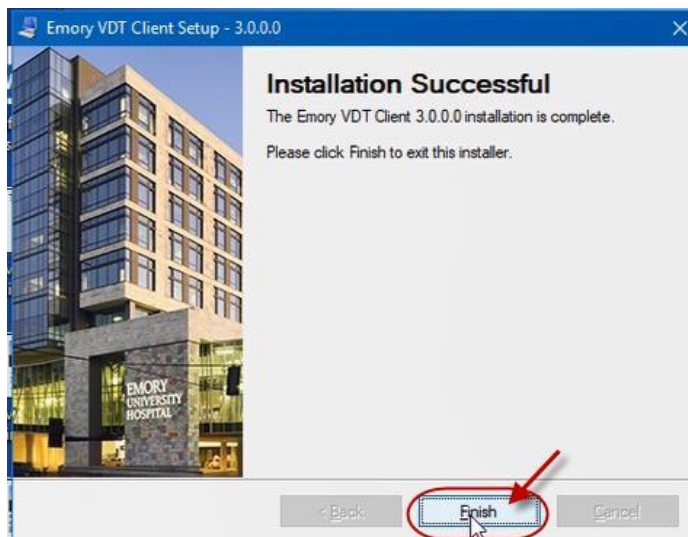 Emory VDT Client Setup - 3.0.0.0
Installation Successful
The Emory VDT Client 3.0.0.0 installation is complete.
Please click Finish to exit this installer.
EMORY
UNIVERSITY
HOSPITAL
< Back
Finish
Cancel